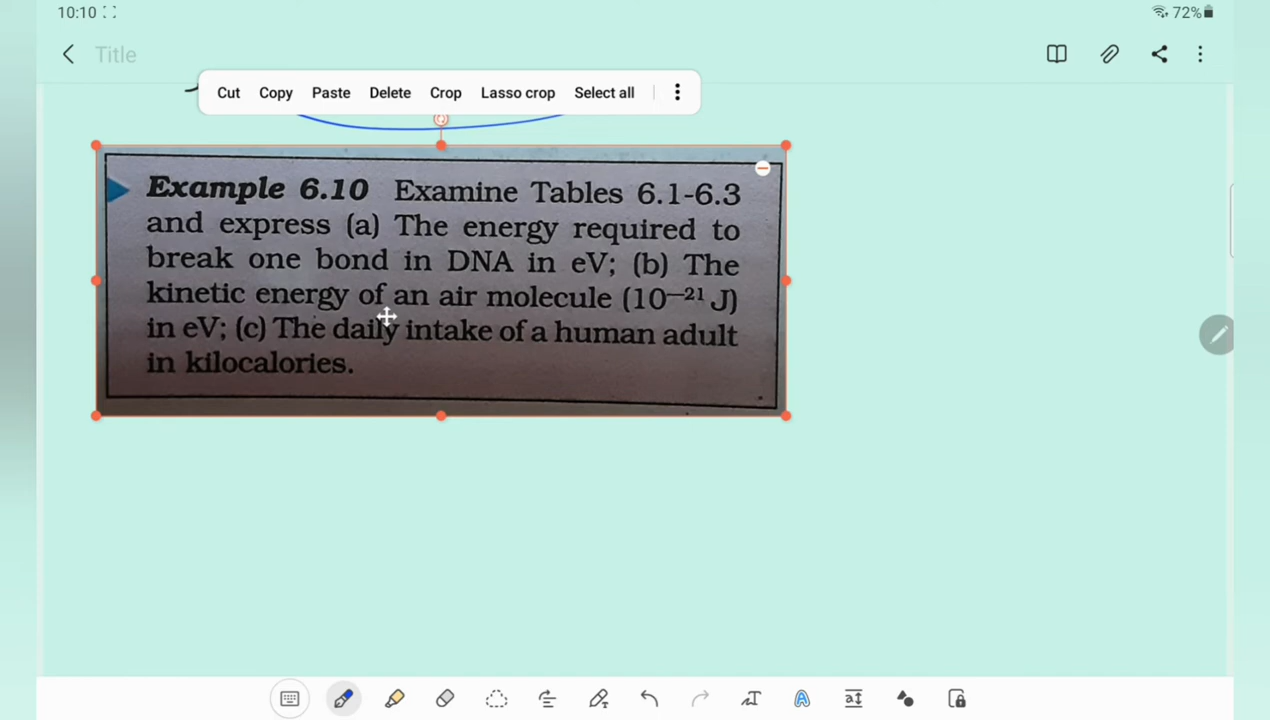 10:10
72%
Title
Cut Copy Paste Delete Crop Lasso crop Select all
Example 6.10 Examine Tables 6.1-6.3
and express (a) The energy required to
break one bond in DNA in eV; (b) The
kinetic energy of an air molecule (10⁻²¹ J)
in eV; (c) The daily intake of a human adult
in kilocalories.